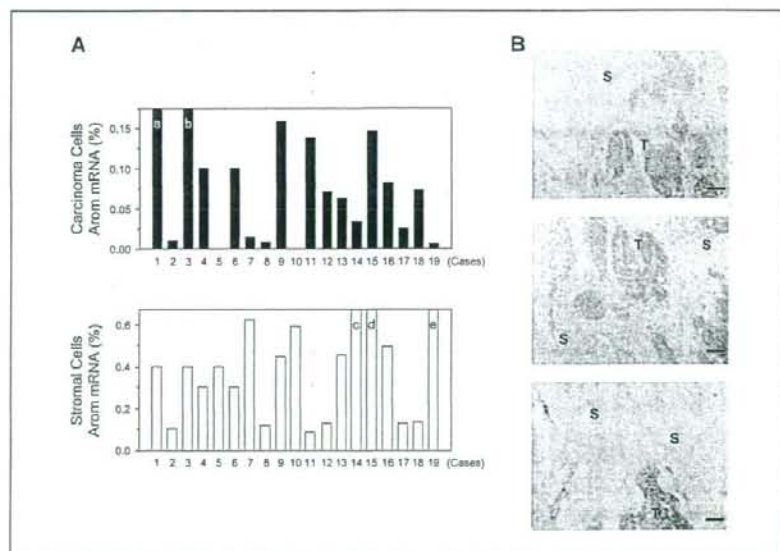 A
Carcinoma Cells
Arom mRNA (%)
0.15
0.10
0.05
0.00
a
b
1 2 3 4 5 6 7 8 9 10 11 12 13 14 15 16 17 18 19 (Cases)
Stromal Cells
Arom mRNA (%)
0.6
0.4
0.2
0.0
c
d
e
1 2 3 4 5 6 7 8 9 10 11 12 13 14 15 16 17 18 19 (Cases)
B
S
T
T
S
S
S
S